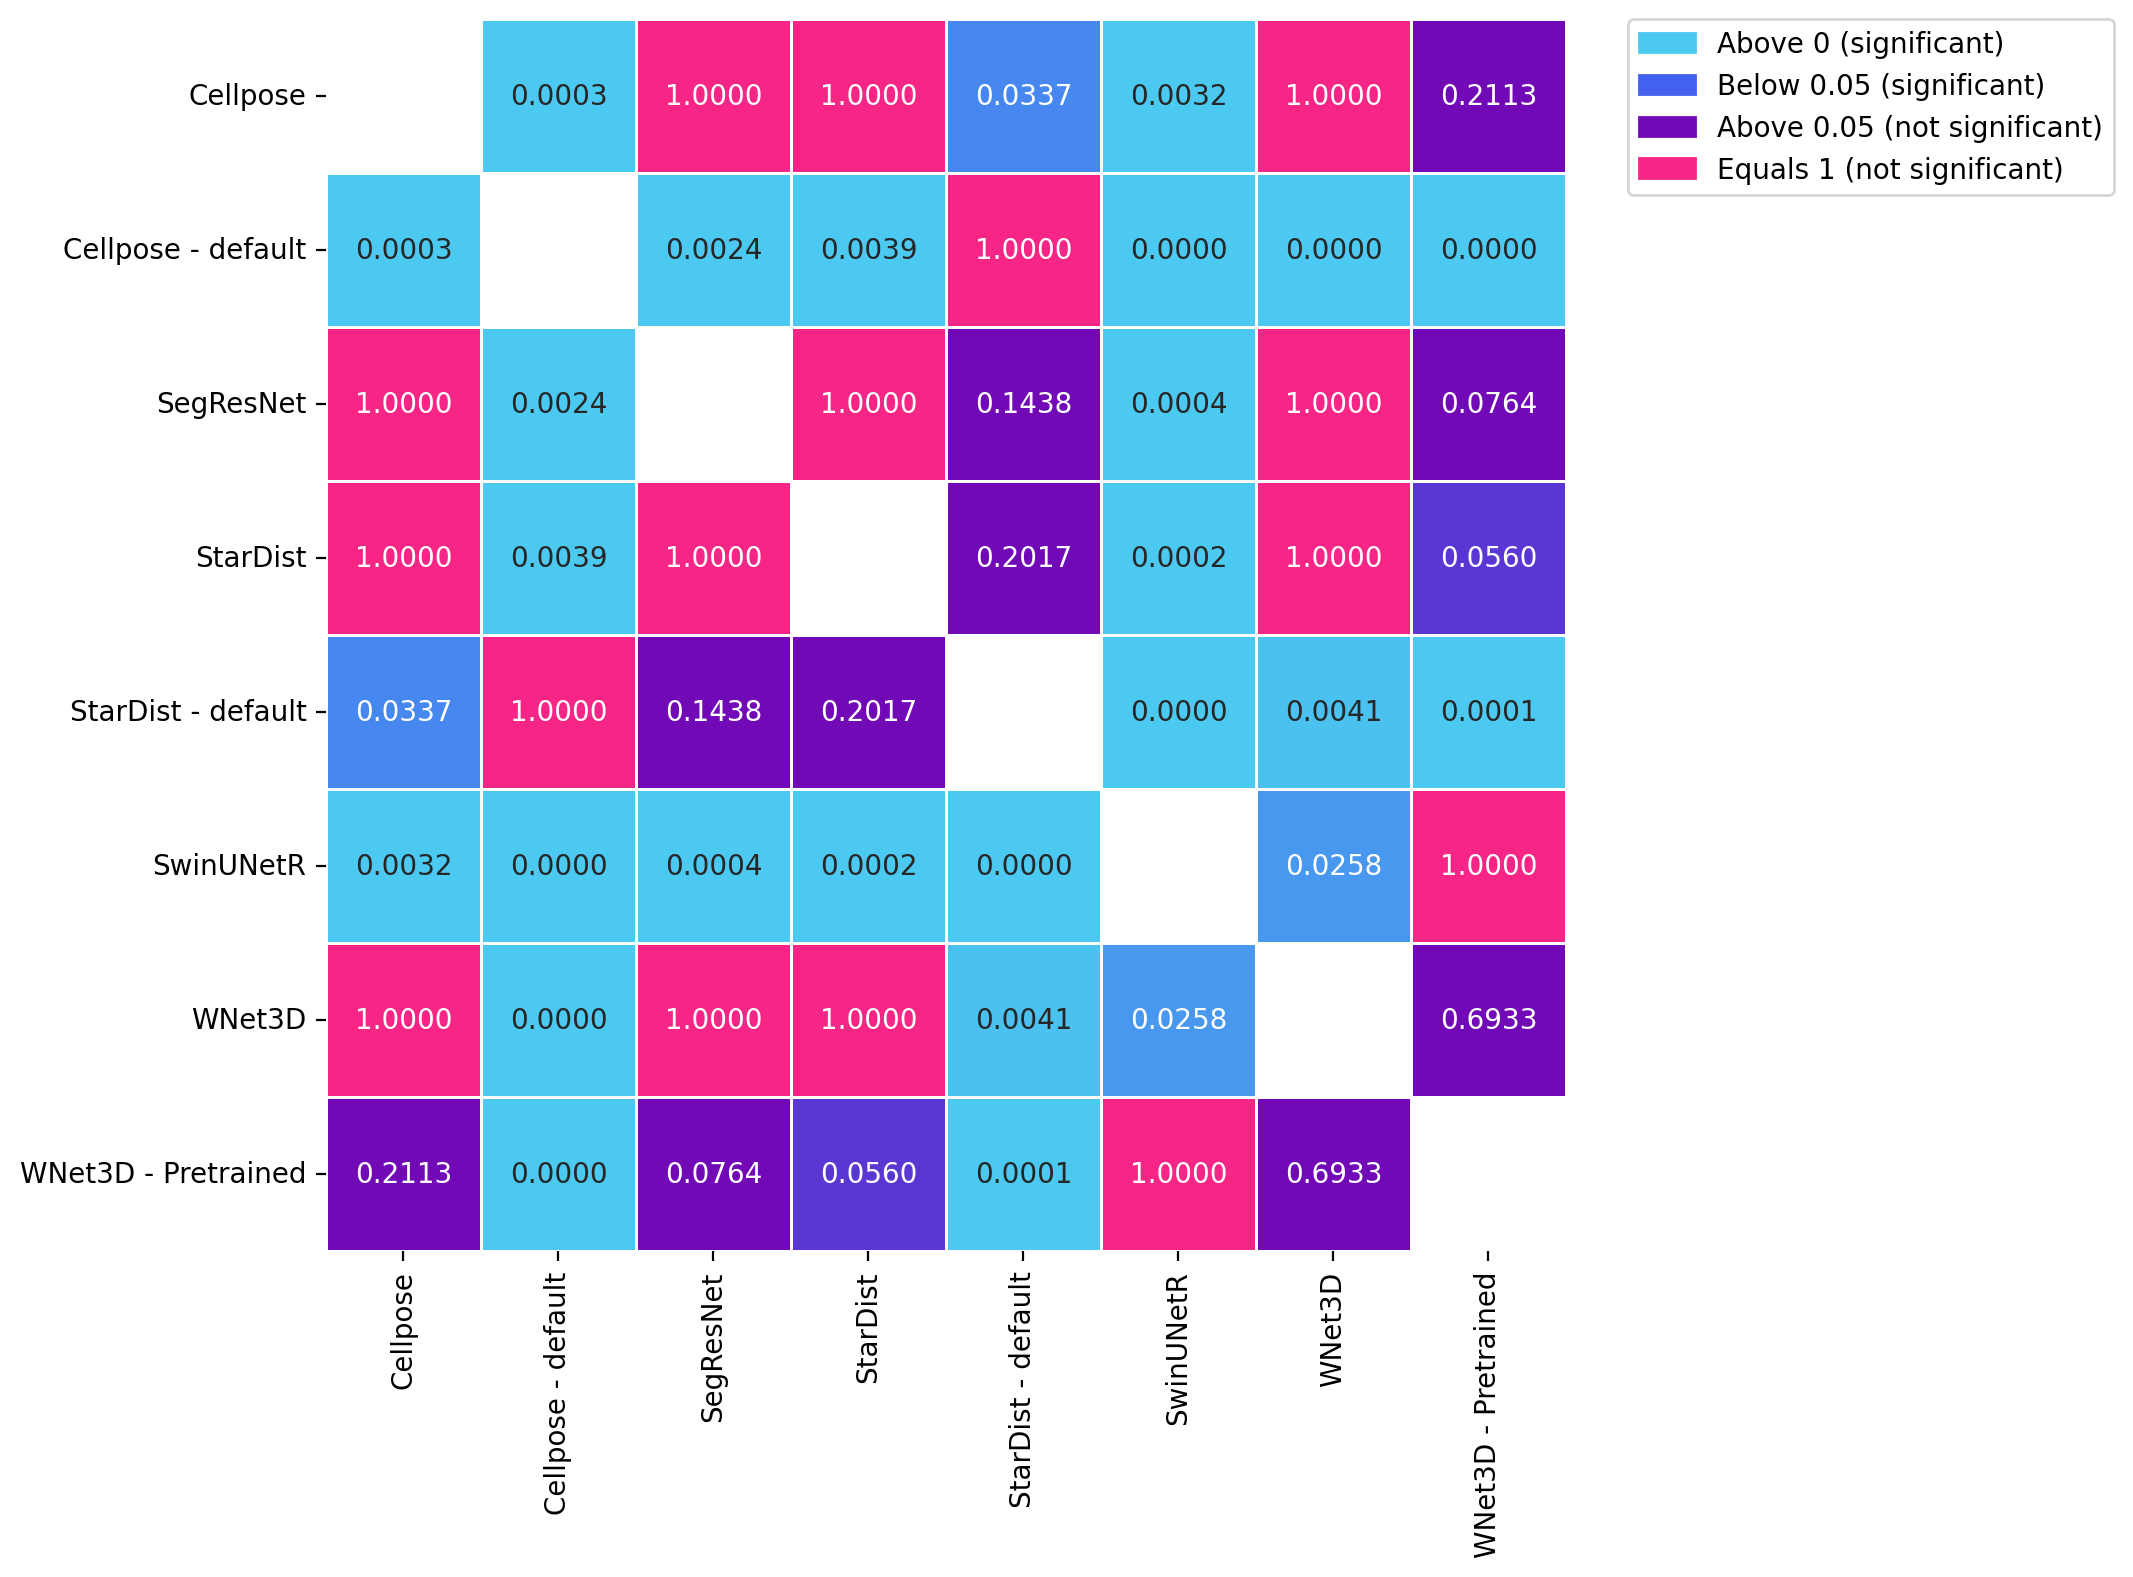 Above 0 (significant)
Below 0.05 (significant)
Above 0.05 (not significant)
Equals 1 (not significant)
Cellpose 0.0003 1.0000 1.0000 0.0337 0.0032 1.0000 0.2113
Cellpose - default 0.0003 0.0024 0.0039 1.0000 0.0000 0.0000 0.0000
SegResNet 1.0000 0.0024 1.0000 0.1438 0.0004 1.0000 0.0764
StarDist 1.0000 0.0039 1.0000 0.2017 0.0002 1.0000 0.0560
StarDist - default 0.0337 1.0000 0.1438 0.2017 0.0000 0.0041 0.0001
SwinUNetR 0.0032 0.0000 0.0004 0.0002 0.0000 0.0258 1.0000
WNet3D 1.0000 0.0000 1.0000 1.0000 0.0041 0.0258 0.6933
WNet3D - Pretrained 0.2113 0.0000 0.0764 0.0560 0.0001 1.0000 0.6933
Cellpose
Cellpose - default
SegResNet
StarDist
StarDist - default
SwinUNetR
WNet3D
WNet3D - Pretrained